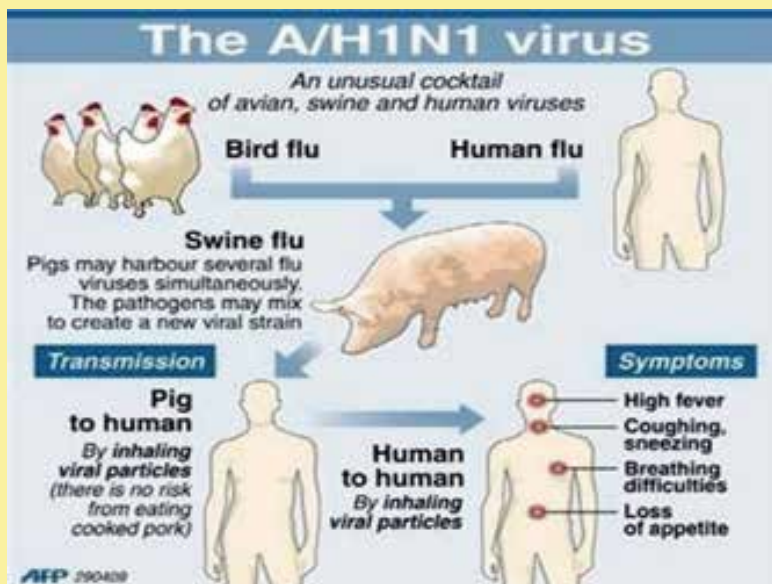 The A/H1N1 virus
An unusual cocktail
of avian, swine and human viruses
Bird flu
Human flu
Swine flu
Pigs may harbour several flu
viruses simultaneously.
The pathogens may mix
to create a new viral strain
Transmission
Pig
to human
By inhaling
viral particles
(there is no risk
from eating
cooked pork)
Human
to human
By inhaling
viral particles
Symptoms
High fever
Coughing,
sneezing
Breathing
difficulties
Loss
of appetite
AFP 290409